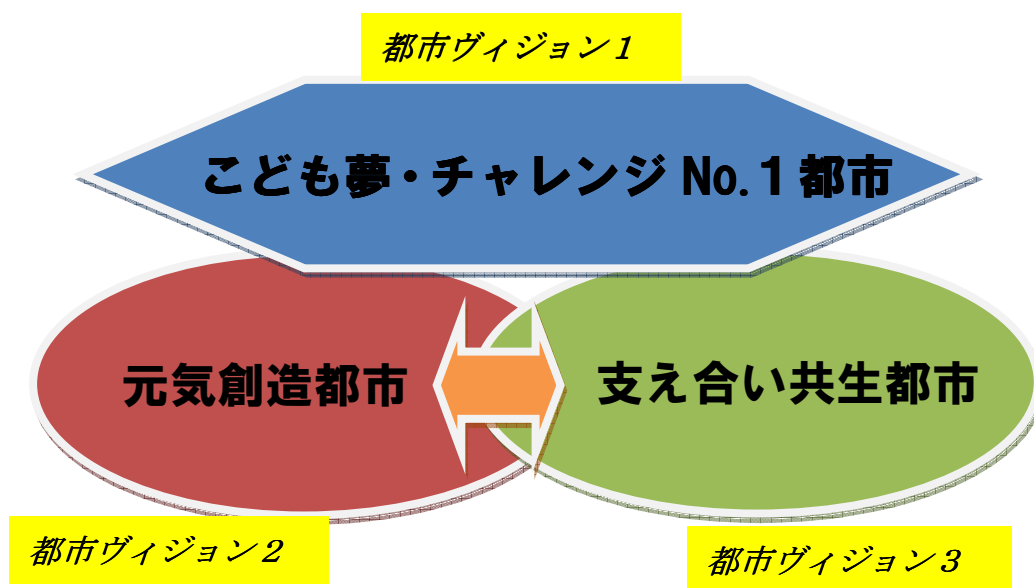 都市ヴィジョン１
こども夢・チャレンジ No.１都市
元気創造都市
支え合い共生都市
都市ヴィジョン２
都市ヴィジョン３